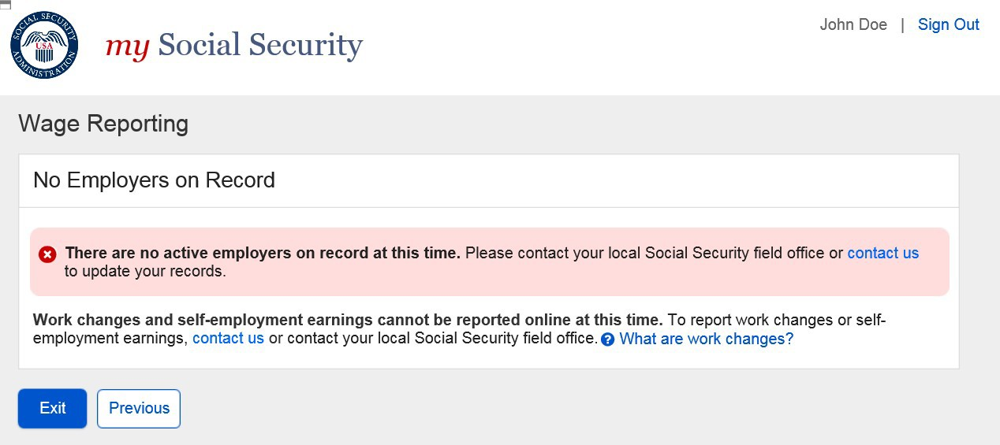 SOCIAL SECURITY ADMINISTRATION
USA
my Social Security
John Doe | Sign Out
Wage Reporting
No Employers on Record
There are no active employers on record at this time. Please contact your local Social Security field office or contact us
to update your records.
Work changes and self-employment earnings cannot be reported online at this time. To report work changes or self-
employment earnings, contact us or contact your local Social Security field office. ? What are work changes?
Exit
Previous